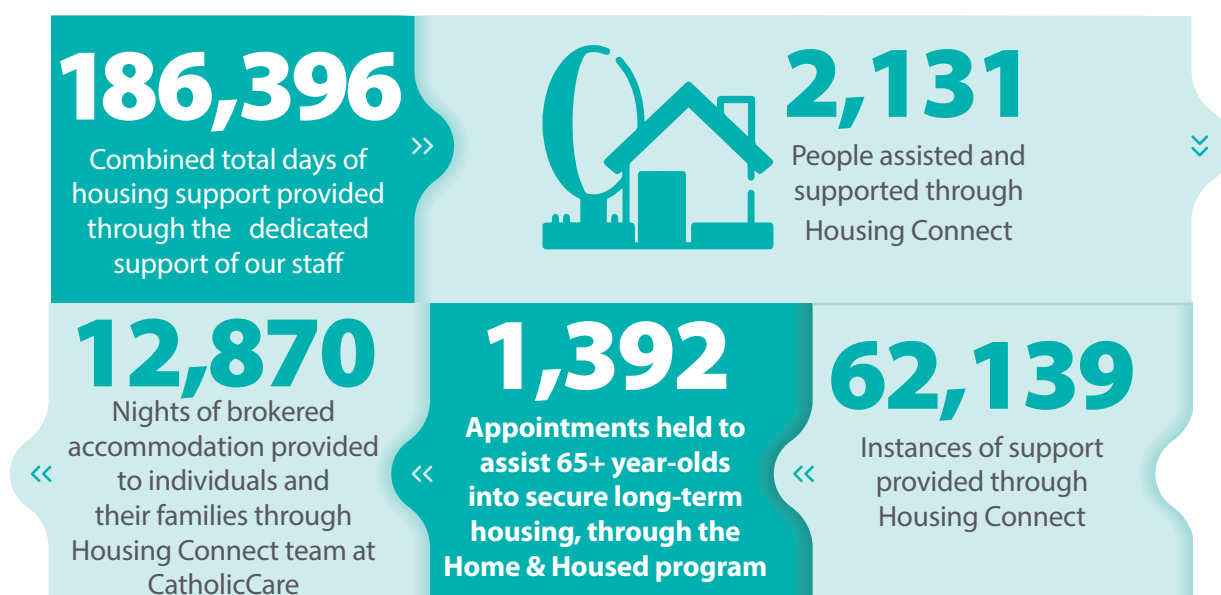 186,396
Combined total days of
housing support provided
through the dedicated
support of our staff
2,131
People assisted and
supported through
Housing Connect
62,139
Instances of support
provided through
Housing Connect
1,392
Appointments held to
assist 65+ year-olds
into secure long-term
housing, through the
Home & Housed program
12,870
Nights of brokered
accommodation provided
to individuals and
their families through
Housing Connect team at
CatholicCare